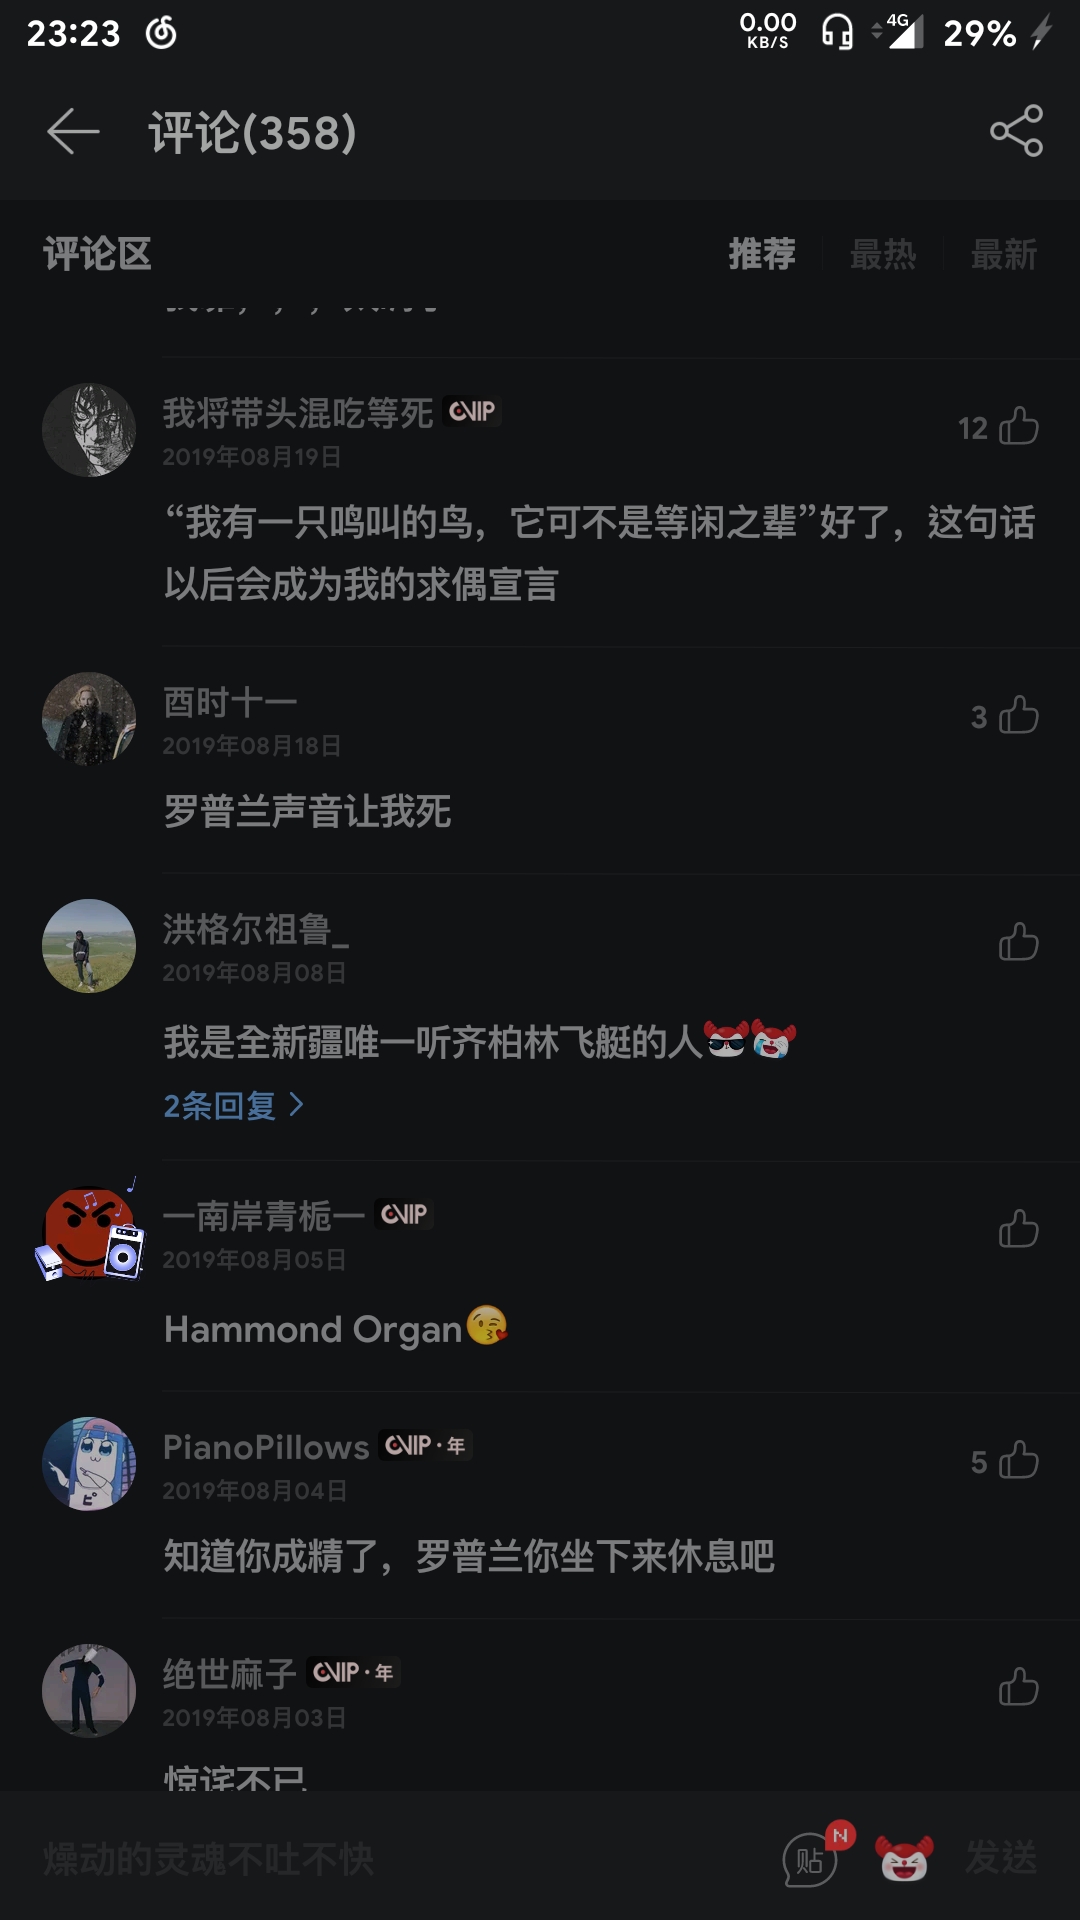 23:23
0.00
KB/S
4G
29%
评论(358)
评论区
推荐
最热
最新
我将带头混吃等死
VIP
2019年08月19日
12
“我有一只鸣叫的鸟，它可不是等闲之辈”好了，这句话
以后会成为我的求偶宣言
酉时十一
2019年08月18日
3
罗普兰声音让我死
洪格尔祖鲁_
2019年08月08日
我是全新疆唯一听齐柏林飞艇的人
2条回复
一南岸青栀一
VIP
2019年08月05日
Hammond Organ😘
PianoPillows
VIP·年
2019年08月04日
5
知道你成精了，罗普兰你坐下来休息吧
绝世麻子
VIP·年
2019年08月03日
惊诧不已
燥动的灵魂不吐不快
贴
N
发送